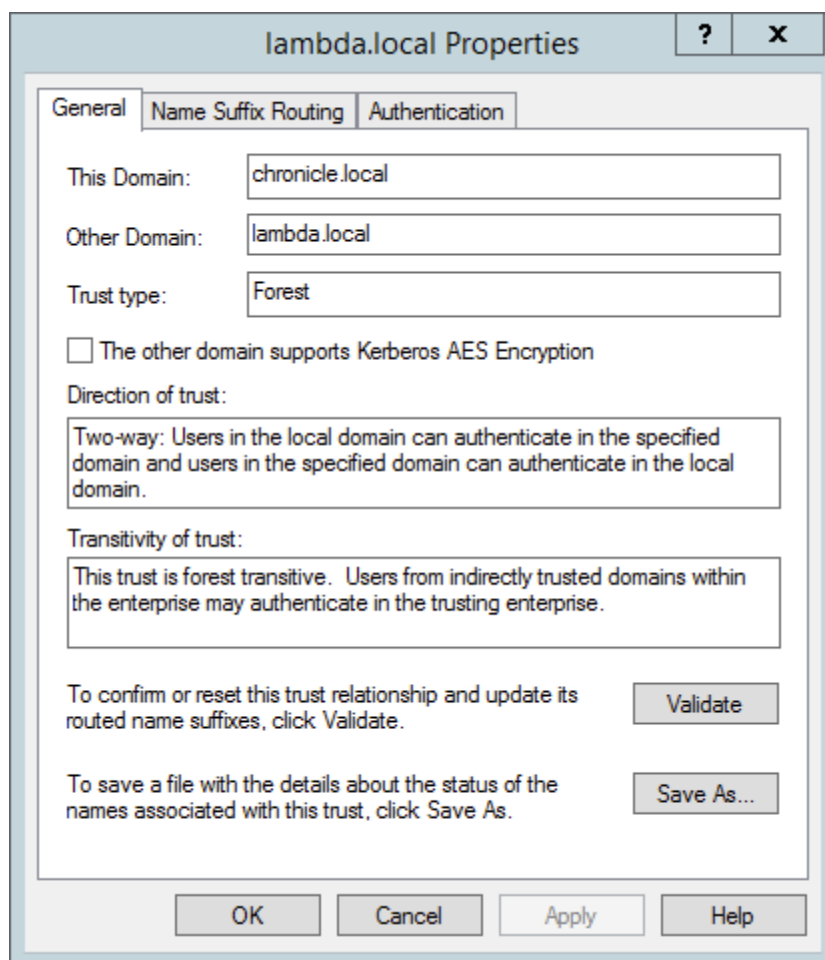 lambda.local Properties
?
x
General
Name Suffix Routing
Authentication
This Domain:
chronicle.local
Other Domain:
lambda.local
Trust type:
Forest
The other domain supports Kerberos AES Encryption
Direction of trust:
Two-way: Users in the local domain can authenticate in the specified
domain and users in the specified domain can authenticate in the local
domain.
Transitivity of trust:
This trust is forest transitive.  Users from indirectly trusted domains within
the enterprise may authenticate in the trusting enterprise.
To confirm or reset this trust relationship and update its
routed name suffixes, click Validate.
Validate
To save a file with the details about the status of the
names associated with this trust, click Save As.
Save As...
OK
Cancel
Apply
Help